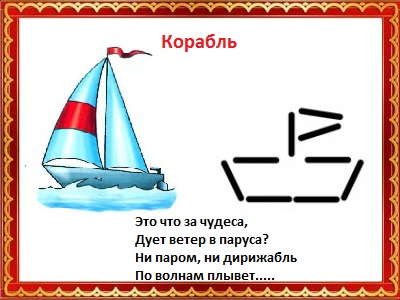 Корабль
Это что за чудеса,
Дует ветер в паруса?
Ни паром, ни дирижабль
По волнам плывет.....